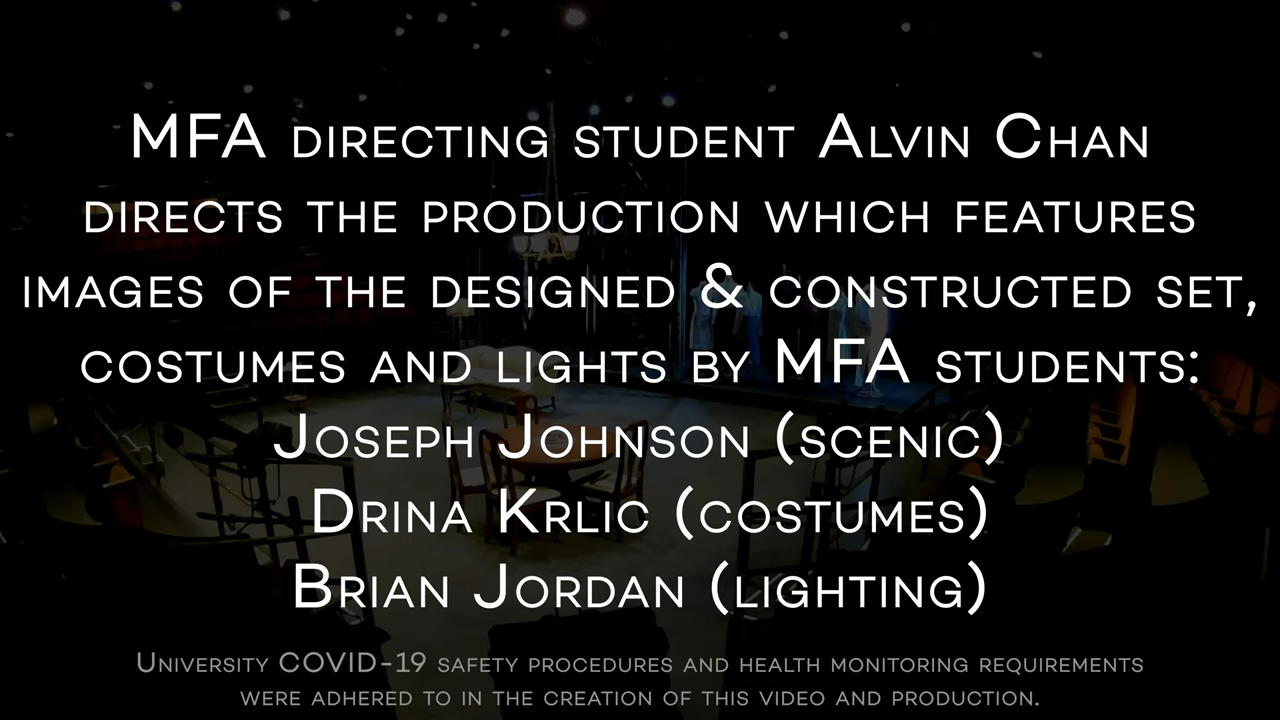 MFA directing student Alvin Chan
directs the production which features
images of the designed & constructed set,
costumes and lights by MFA students:
Joseph Johnson (scenic)
Drina Krlic (costumes)
Brian Jordan (lighting)
University COVID-19 safety procedures and health monitoring requirements
were adhered to in the creation of this video and production.